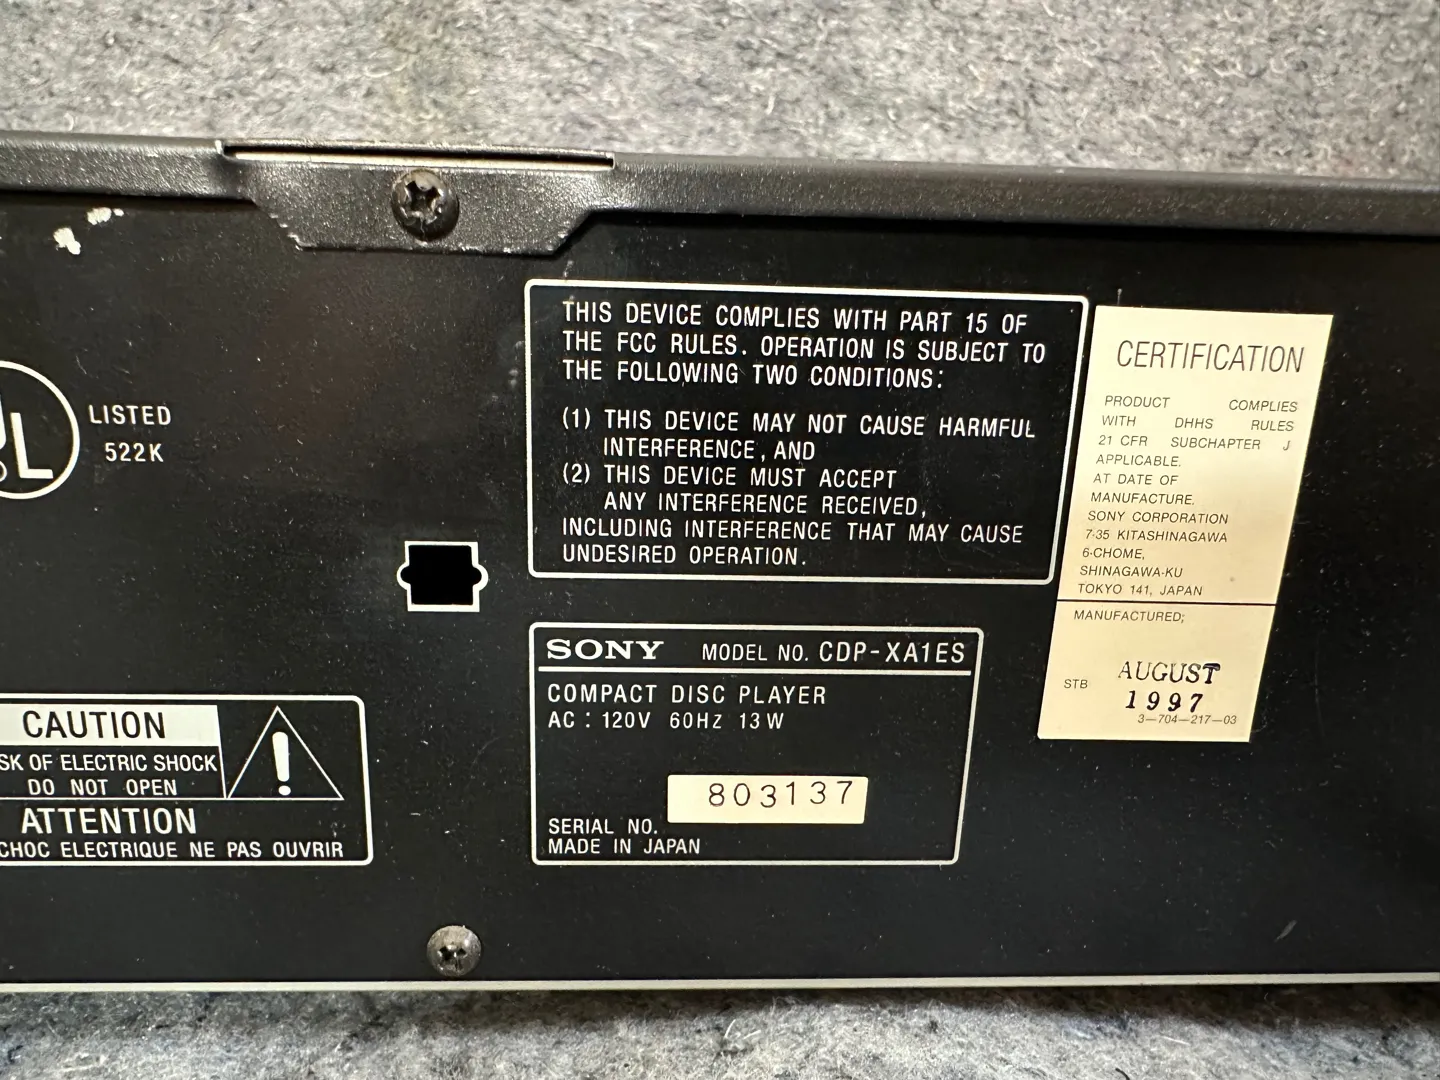 LISTED
522K
CAUTION
SK OF ELECTRIC SHOCK
DO NOT OPEN
ATTENTION
CHOC ELECTRIQUE NE PAS OUVRIR
THIS DEVICE COMPLIES WITH PART 15 OF
THE FCC RULES. OPERATION IS SUBJECT TO
THE FOLLOWING TWO CONDITIONS:
(1) THIS DEVICE MAY NOT CAUSE HARMFUL
INTERFERENCE, AND
(2) THIS DEVICE MUST ACCEPT
ANY INTERFERENCE RECEIVED,
INCLUDING INTERFERENCE THAT MAY CAUSE
UNDESIRED OPERATION.
SONY MODEL NO. CDP-XA1ES
COMPACT DISC PLAYER
AC : 120V 60Hz 13W
803137
SERIAL NO.
MADE IN JAPAN
CERTIFICATION
PRODUCT COMPLIES
WITH DHHS RULES
21 CFR SUBCHAPTER J
APPLICABLE.
AT DATE OF
MANUFACTURE.
SONY CORPORATION
7-35 KITASHINAGAWA
6-CHOME,
SHINAGAWA-KU
TOKYO 141, JAPAN
MANUFACTURED;
STB AUGUST
1997
3-704-217-03